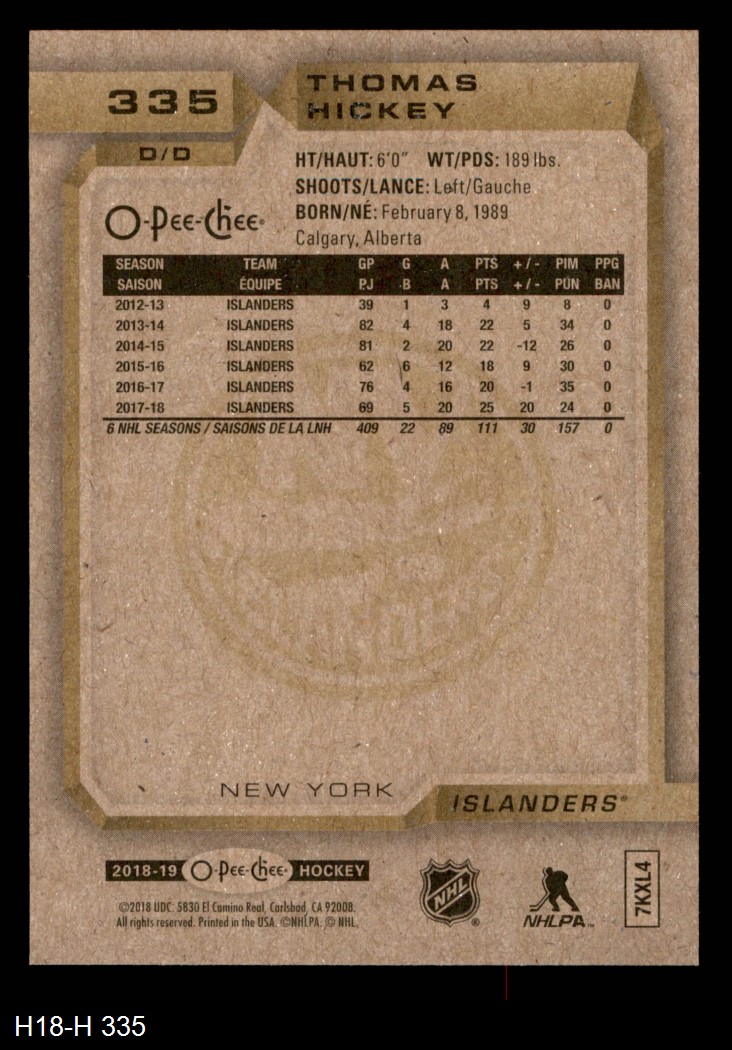 335
THOMAS
HICKEY
D/D
HT/HAUT: 6'0" WT/PDS: 189 lbs.
SHOOTS/LANCE: Left/Gauche
BORN/NÉ: February 8, 1989
Calgary, Alberta
O-Pee-Chee®
SEASON TEAM GP G A PTS +/- PIM PPG
SAISON ÉQUIPE PJ B A PTS +/- PUN BAN
2012-13 ISLANDERS 39 1 3 4 9 8 0
2013-14 ISLANDERS 82 4 18 22 5 34 0
2014-15 ISLANDERS 81 2 20 22 -12 26 0
2015-16 ISLANDERS 62 6 12 18 9 30 0
2016-17 ISLANDERS 76 4 16 20 -1 35 0
2017-18 ISLANDERS 69 5 20 25 20 24 0
6 NHL SEASONS / SAISONS DE LA LNH 409 22 89 111 30 157 0
NEW YORK
ISLANDERS®
2018-19 O-Pee-Chee HOCKEY
©2018 UDC. 5830 El Camino Real, Carlsbad, CA 92008.
All rights reserved. Printed in the USA. ©NHLPA. © NHL.
NHL®
NHLPA™
7KXL4
H18-H 335